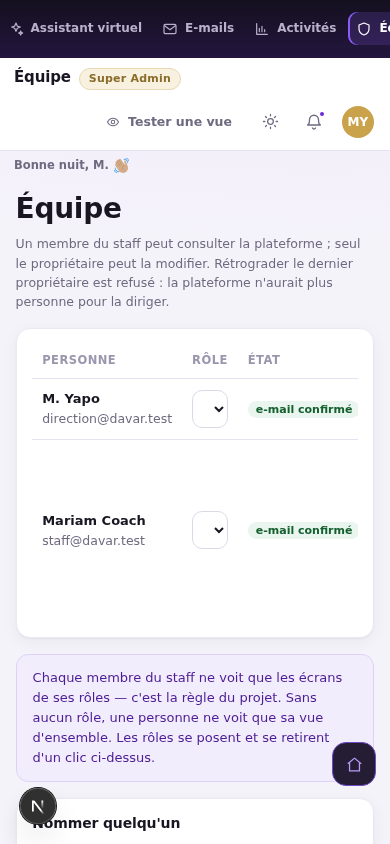 Assistant virtuel E-mails Activités
Équipe Super Admin
Tester une vue MY
Bonne nuit, M. 👋🏽
Équipe
Un membre du staff peut consulter la plateforme ; seul
le propriétaire peut la modifier. Rétrograder le dernier
propriétaire est refusé : la plateforme n'aurait plus
personne pour la diriger.
PERSONNE RÔLE ÉTAT
M. Yapo
direction@davar.test
e-mail confirmé
Mariam Coach
staff@davar.test
e-mail confirmé
Chaque membre du staff ne voit que les écrans
de ses rôles — c'est la règle du projet. Sans
aucun rôle, une personne ne voit que sa vue
d'ensemble. Les rôles se posent et se retirent
d'un clic ci-dessus.
N
Nommer quelqu'un